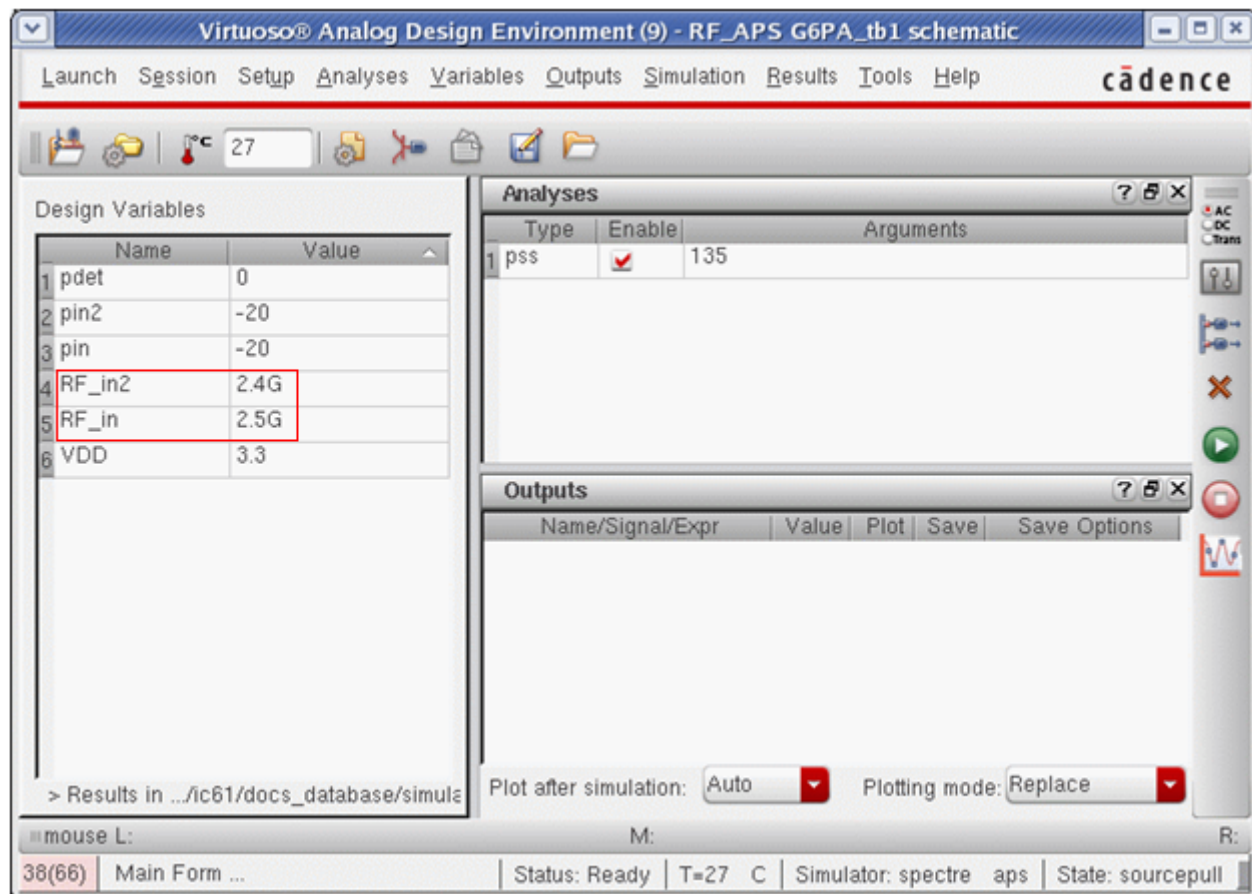 Virtuoso® Analog Design Environment (9) - RF_APS G6PA_tb1 schematic
Launch Session Setup Analyses Variables Outputs Simulation Results Tools Help cādence
°C 27
Design Variables
Name Value
1 pdet 0
2 pin2 -20
3 pin -20
4 RF_in2 2.4G
5 RF_in 2.5G
6 VDD 3.3
> Results in .../ic61/docs_database/simula
Analyses
Type Enable Arguments
1 pss 135
Outputs
Name/Signal/Expr Value Plot Save Save Options
Plot after simulation: Auto Plotting mode: Replace
AC
DC
Trans
mouse L: M: R:
38(66) Main Form ... Status: Ready T=27 C Simulator: spectre aps State: sourcepull